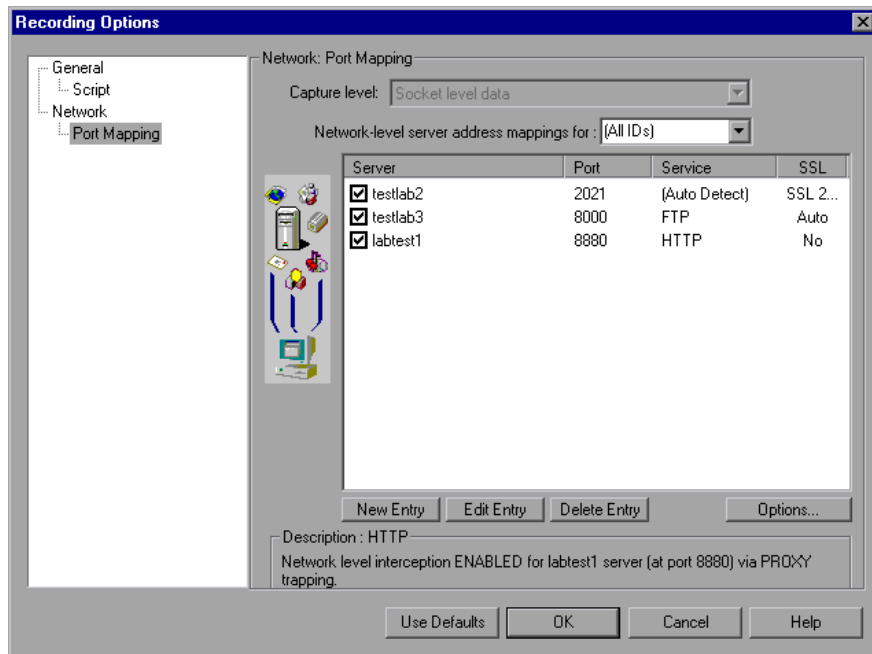 Recording Options
General
Script
Network
Port Mapping
Network: Port Mapping
Capture level: Socket level data
Network-level server address mappings for : (All IDs)
Server Port Service SSL
testlab2 2021 (Auto Detect) SSL 2...
testlab3 8000 FTP Auto
labtest1 8880 HTTP No
New Entry Edit Entry Delete Entry Options...
Description : HTTP
Network level interception ENABLED for labtest1 server (at port 8880) via PROXY
trapping.
Use Defaults OK Cancel Help